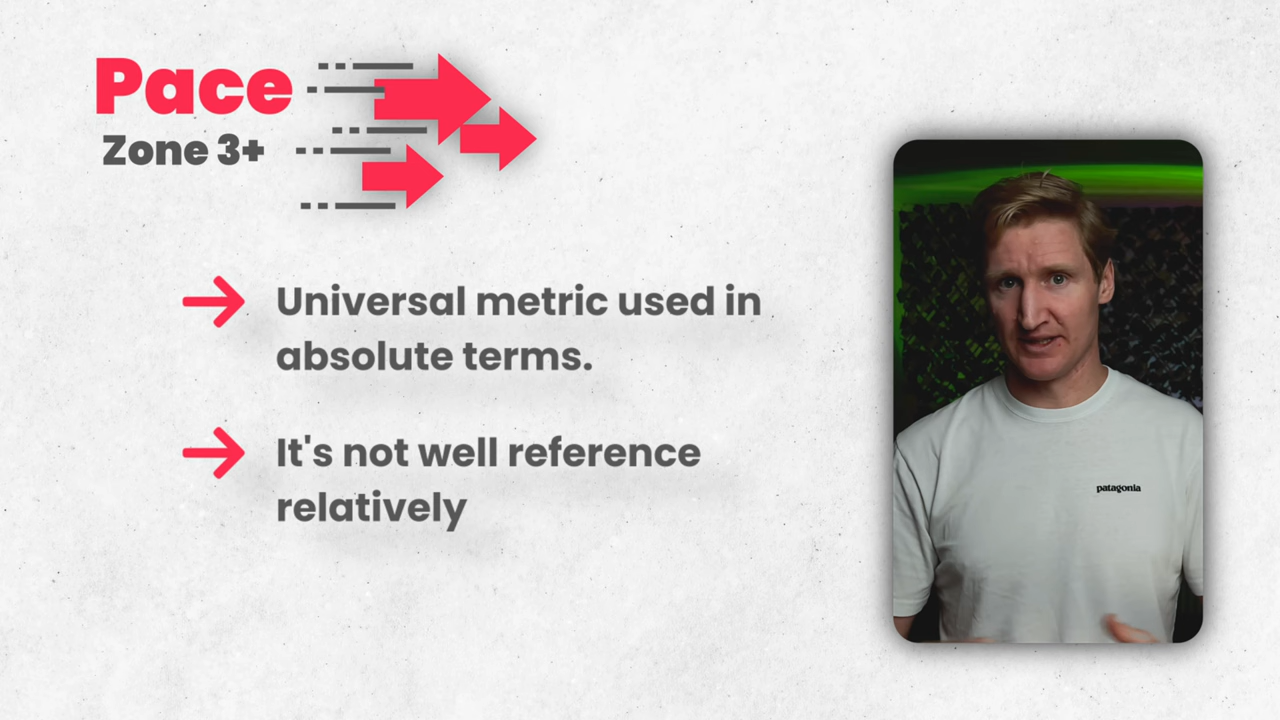 Pace
Zone 3+
Universal metric used in
absolute terms.
It's not well reference
relatively
patagonia